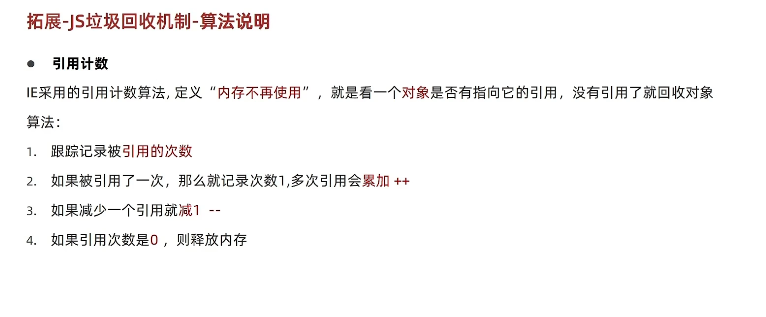 拓展-JS垃圾回收机制-算法说明
● 引用计数
IE采用的引用计数算法, 定义“内存不再使用”，就是看一个对象是否有指向它的引用，没有引用了就回收对象
算法：
1. 跟踪记录被引用的次数
2. 如果被引用了一次，那么就记录次数1,多次引用会累加 ++
3. 如果减少一个引用就减1 --
4. 如果引用次数是0 ，则释放内存